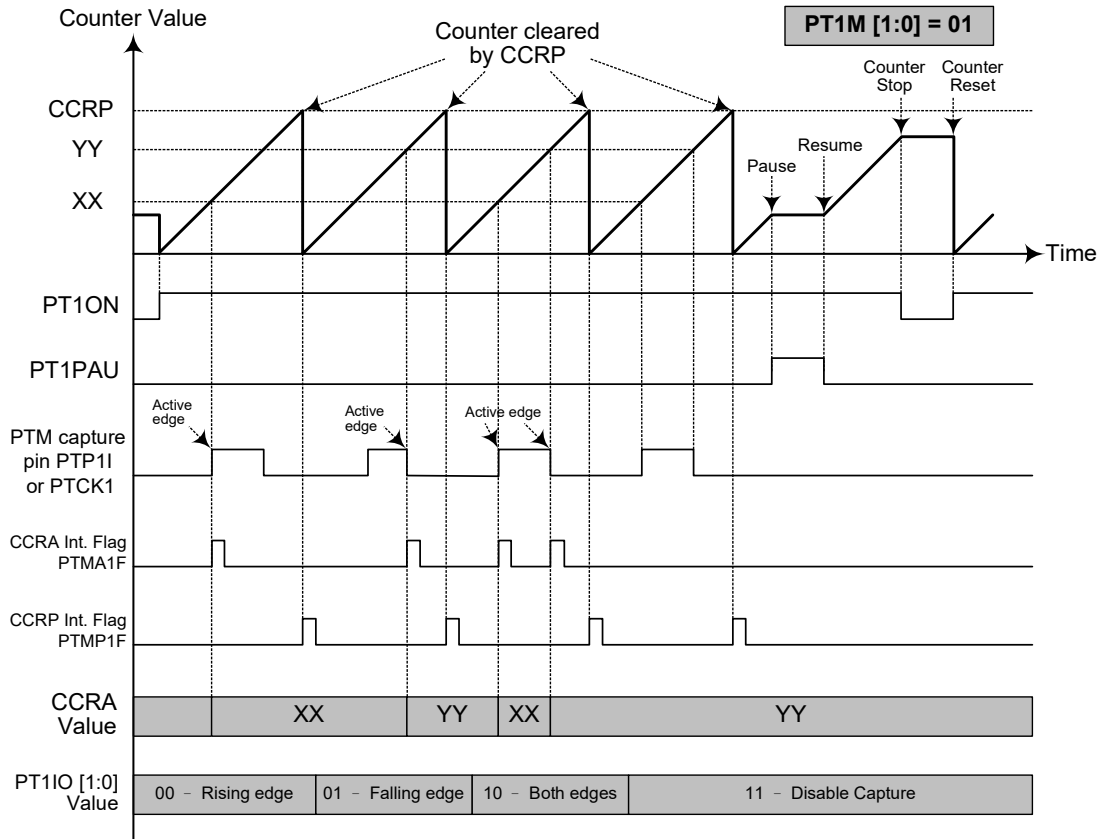 Counter Value
Counter cleared
by CCRP
PT1M [1:0] = 01
Counter
Stop
Counter
Reset
CCRP
YY
XX
Pause
Resume
Time
PT1ON
PT1PAU
Active
edge
Active
edge
Active edge
PTM capture
pin PTP1I
or PTCK1
CCRA Int. Flag
PTMA1F
CCRP Int. Flag
PTMP1F
CCRA
Value
XX
YY
XX
YY
PT1IO [1:0]
Value
00 - Rising edge
01 - Falling edge
10 - Both edges
11 - Disable Capture